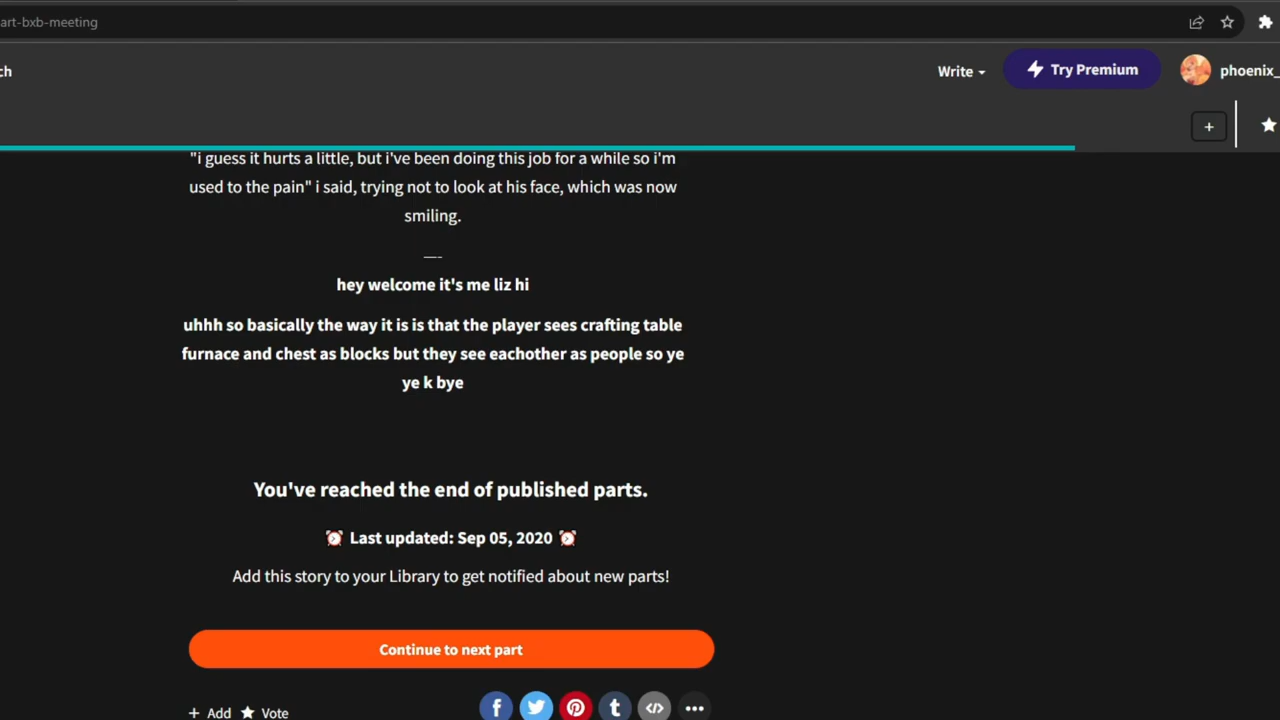 art-bxb-meeting
ch
Write
Try Premium
phoenix_
+
"i guess it hurts a little, but i've been doing this job for a while so i'm
used to the pain" i said, trying not to look at his face, which was now
smiling.
—-
hey welcome it's me liz hi
uhhh so basically the way it is is that the player sees crafting table
furnace and chest as blocks but they see eachother as people so ye
ye k bye
You've reached the end of published parts.
⏰ Last updated: Sep 05, 2020 ⏰
Add this story to your Library to get notified about new parts!
Continue to next part
+ Add ★ Vote